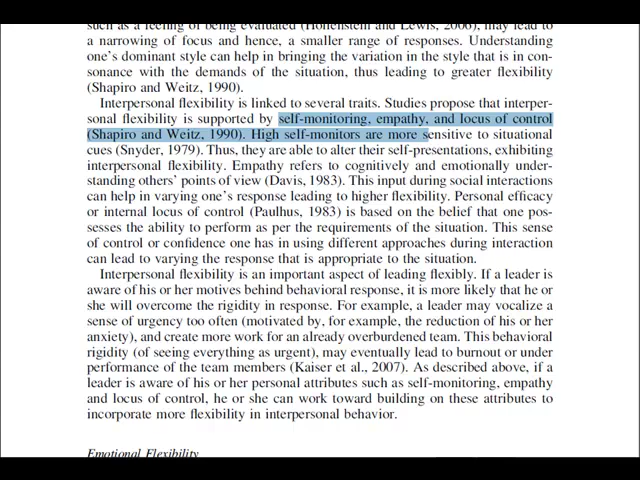 such as a feeling of being evaluated (Hollenstein and Lewis, 2006), may lead to
a narrowing of focus and hence, a smaller range of responses. Understanding
one's dominant style can help in bringing the variation in the style that is in con-
sonance with the demands of the situation, thus leading to greater flexibility
(Shapiro and Weitz, 1990).
Interpersonal flexibility is linked to several traits. Studies propose that interper-
sonal flexibility is supported by self-monitoring, empathy, and locus of control
(Shapiro and Weitz, 1990). High self-monitors are more sensitive to situational
cues (Snyder, 1979). Thus, they are able to alter their self-presentations, exhibiting
interpersonal flexibility. Empathy refers to cognitively and emotionally under-
standing others' points of view (Davis, 1983). This input during social interactions
can help in varying one's response leading to higher flexibility. Personal efficacy
or internal locus of control (Paulhus, 1983) is based on the belief that one pos-
sesses the ability to perform as per the requirements of the situation. This sense
of control or confidence one has in using different approaches during interaction
can lead to varying the response that is appropriate to the situation.
Interpersonal flexibility is an important aspect of leading flexibly. If a leader is
aware of his or her motives behind behavioral response, it is more likely that he or
she will overcome the rigidity in response. For example, a leader may vocalize a
sense of urgency too often (motivated by, for example, the reduction of his or her
anxiety), and create more work for an already overburdened team. This behavioral
rigidity (of seeing everything as urgent), may eventually lead to burnout or under
performance of the team members (Kaiser et al., 2007). As described above, if a
leader is aware of his or her personal attributes such as self-monitoring, empathy
and locus of control, he or she can work toward building on these attributes to
incorporate more flexibility in interpersonal behavior.
Emotional Flexibility